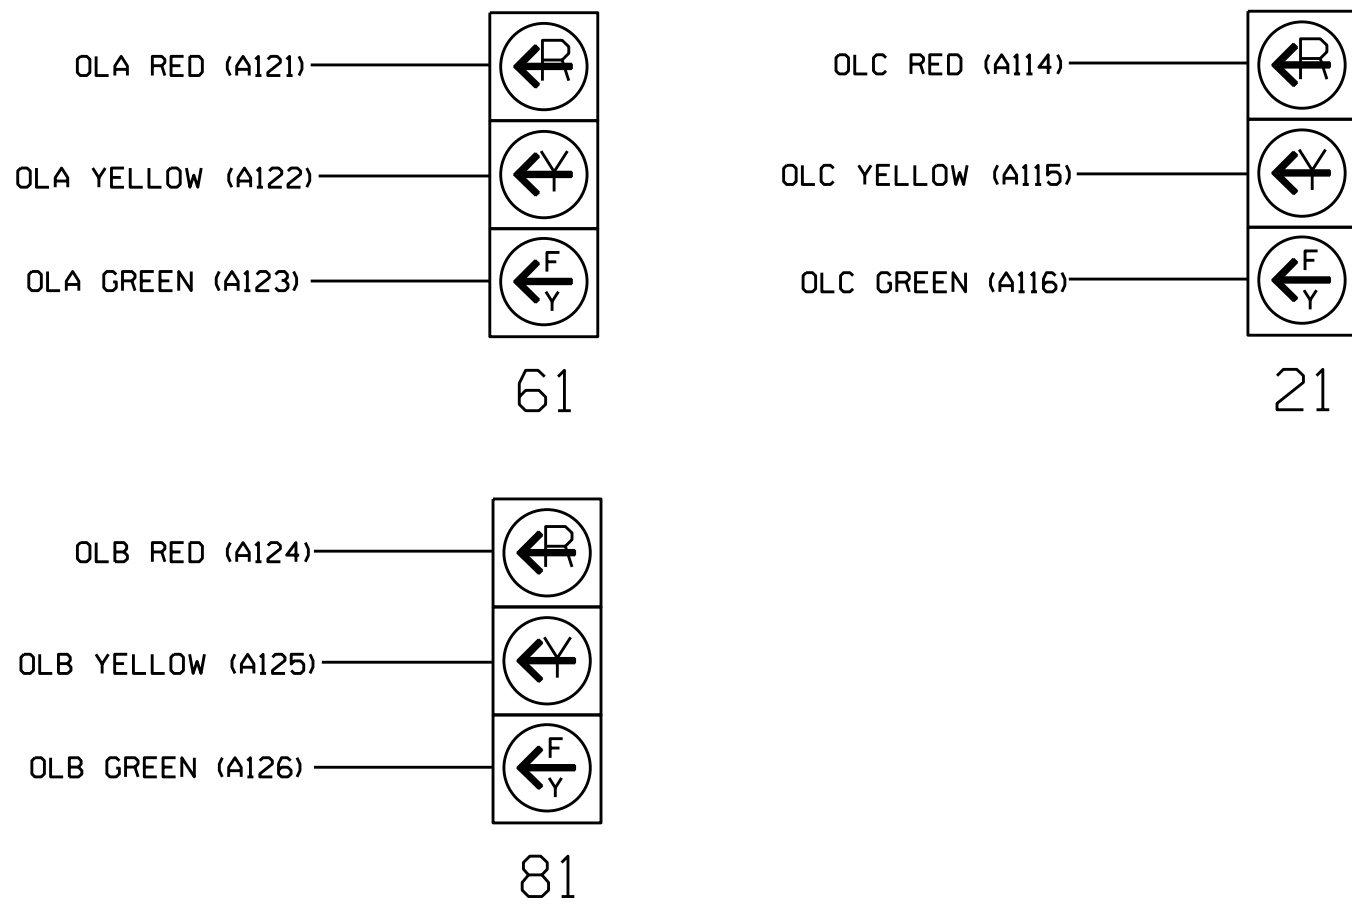 OLA RED (A121)
R
OLA YELLOW (A122)
Y
OLA GREEN (A123)
F
Y
61
OLC RED (A114)
R
OLC YELLOW (A115)
Y
OLC GREEN (A116)
F
Y
21
OLB RED (A124)
R
OLB YELLOW (A125)
Y
OLB GREEN (A126)
F
Y
81